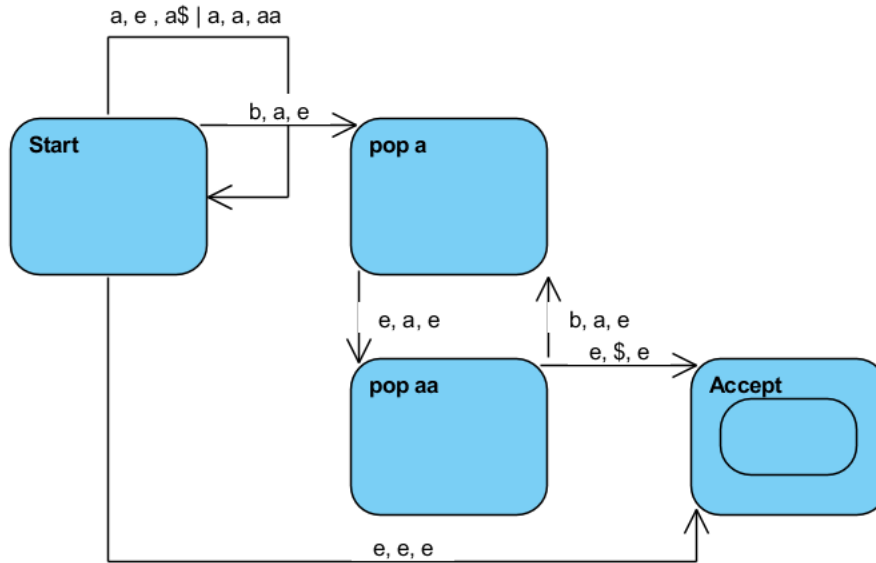 a, e , a$ | a, a, aa
b, a, e
Start
pop a
e, a, e
b, a, e
e, $, e
pop aa
Accept
e, e, e